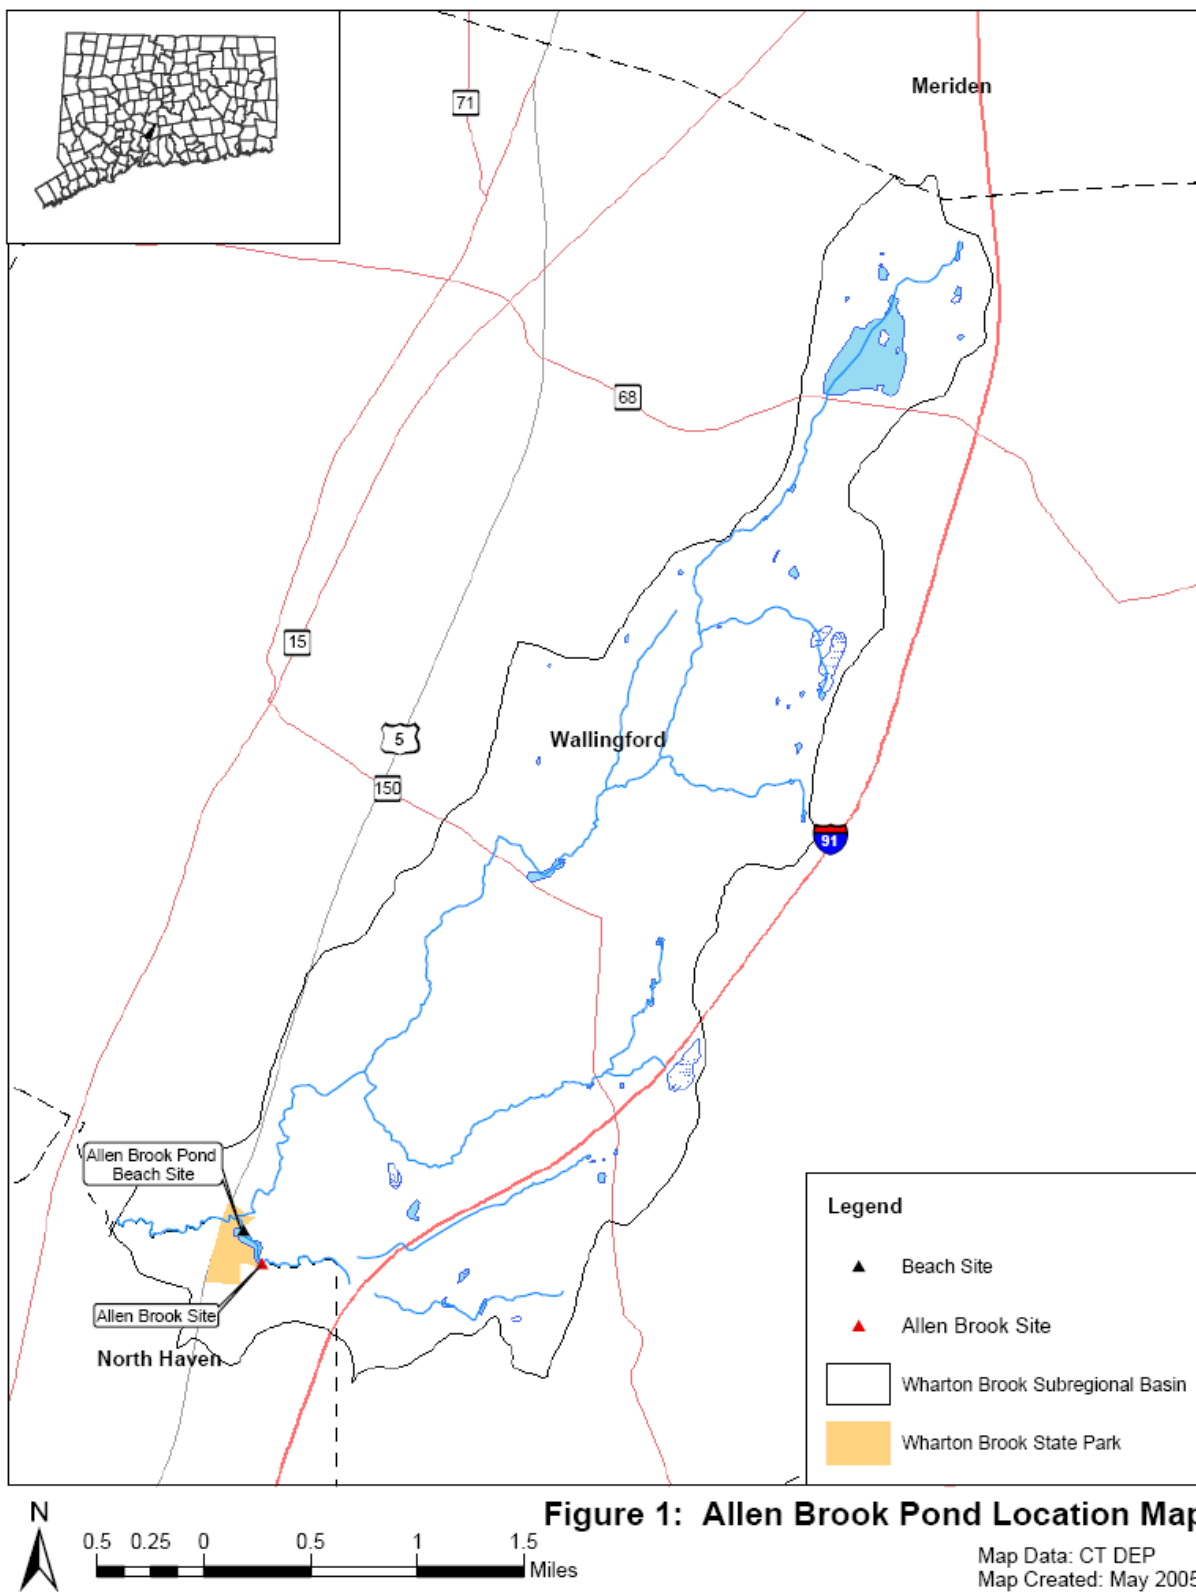 Meriden
71
68
15
5
Wallingford
150
91
Allen Brook Pond
Beach Site
Allen Brook Site
North Haven
Legend
Beach Site
Allen Brook Site
Wharton Brook Subregional Basin
Wharton Brook State Park
N
Figure 1: Allen Brook Pond Location Map
0.5 0.25 0 0.5 1 1.5
Miles
Map Data: CT DEP
Map Created: May 2005